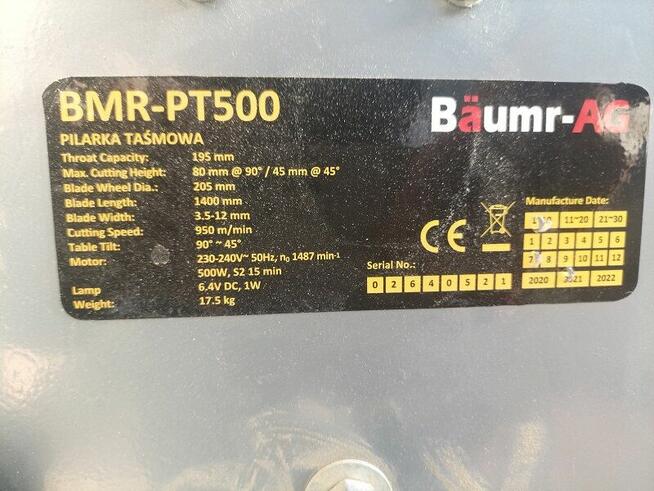 BMR-PT500
Bäumr-AG
PILARKA TAŚMOWA
Throat Capacity: 195 mm
Max. Cutting Height: 80 mm @ 90° / 45 mm @ 45°
Blade Wheel Dia.: 205 mm
Blade Length: 1400 mm
Blade Width: 3.5-12 mm
Cutting Speed: 950 m/min
Table Tilt: 90° ~ 45°
Motor: 230-240V~ 50Hz, n₀ 1487 min⁻¹
500W, S2 15 min
Lamp 6.4V DC, 1W
Weight: 17.5 kg
CE
Serial No.:
0 2 6 4 0 5 2 1
Manufacture Date:
11~20 21~30
1 2 3 4 5 6
7 8 9 10 11 12
2020 2021 2022